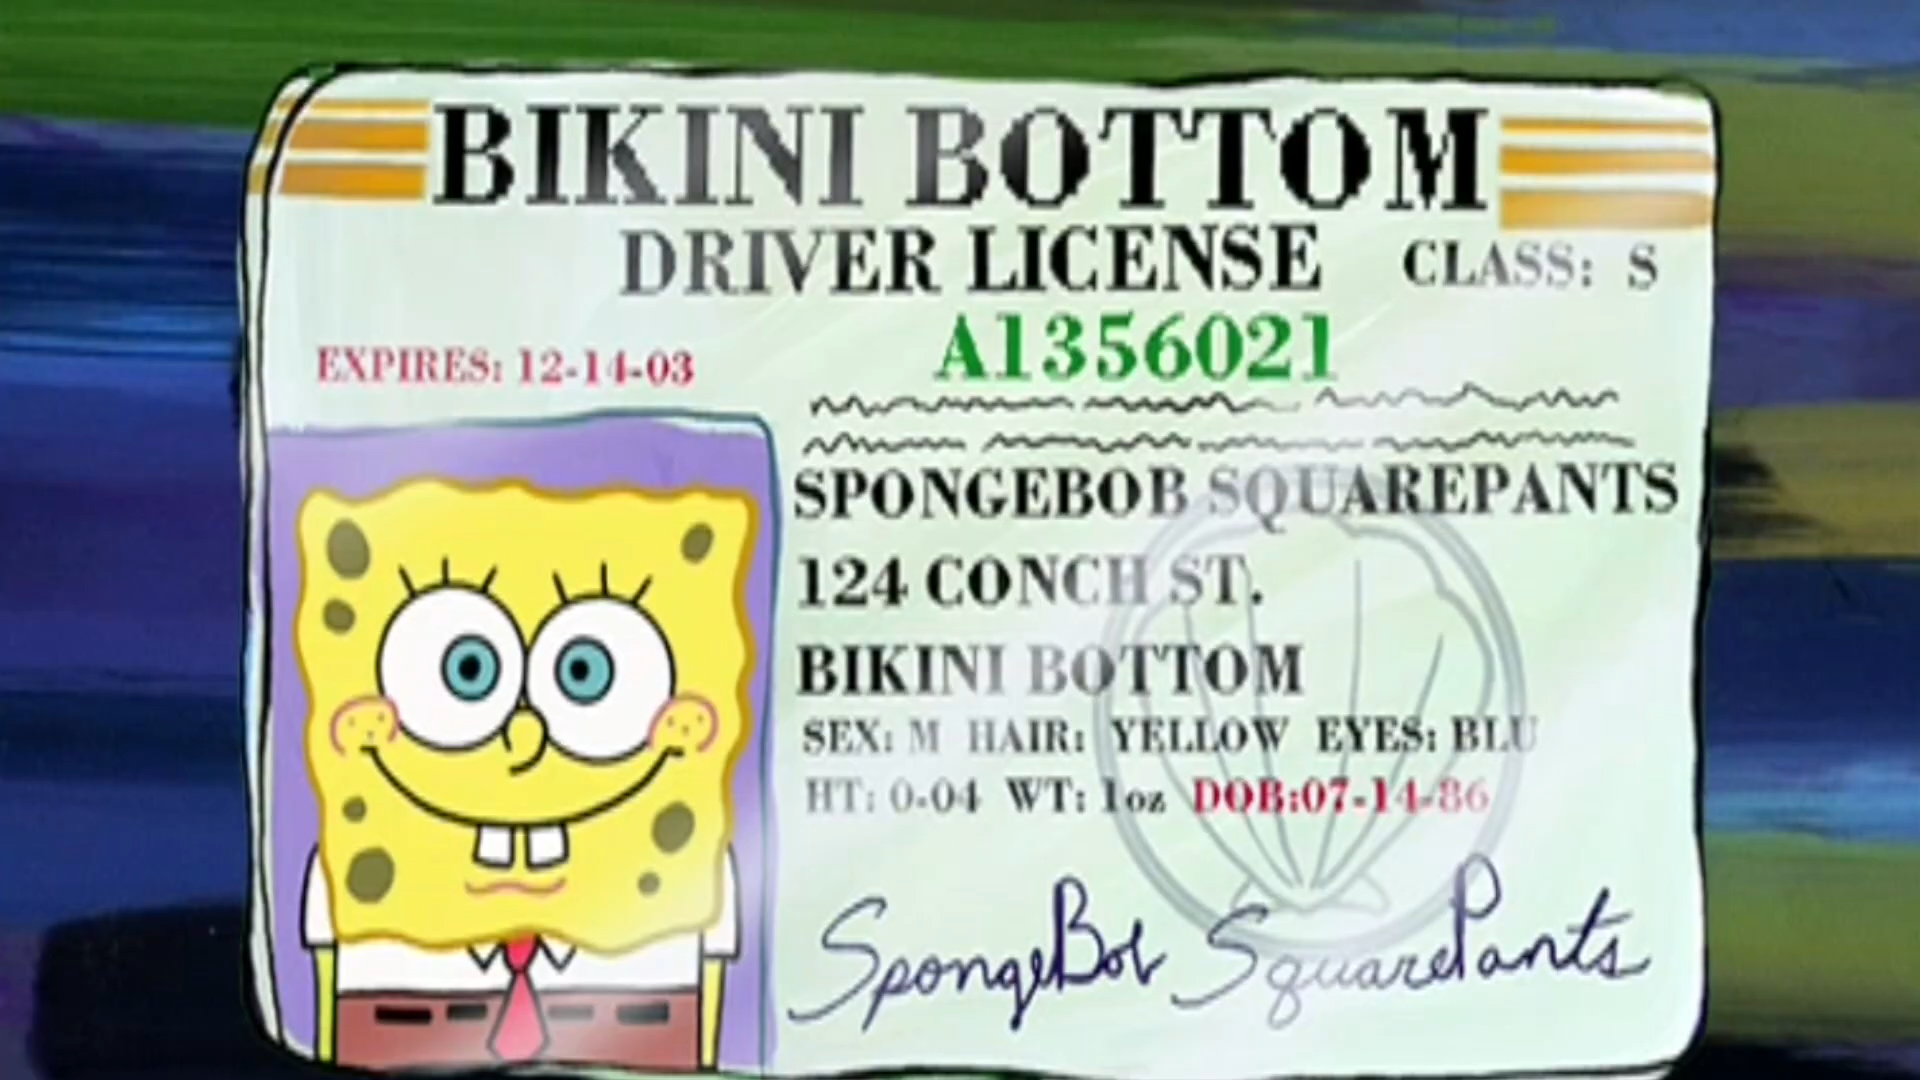 BIKINI BOTTOM
DRIVER LICENSE CLASS: S
A1356021
EXPIRES: 12-14-03
SPONGEBOB SQUAREPANTS
124 CONCH ST.
BIKINI BOTTOM
SEX: M HAIR: YELLOW EYES: BLU
HT: 0-04 WT: 1oz DOB:07-14-86
SpongeBob SquarePants